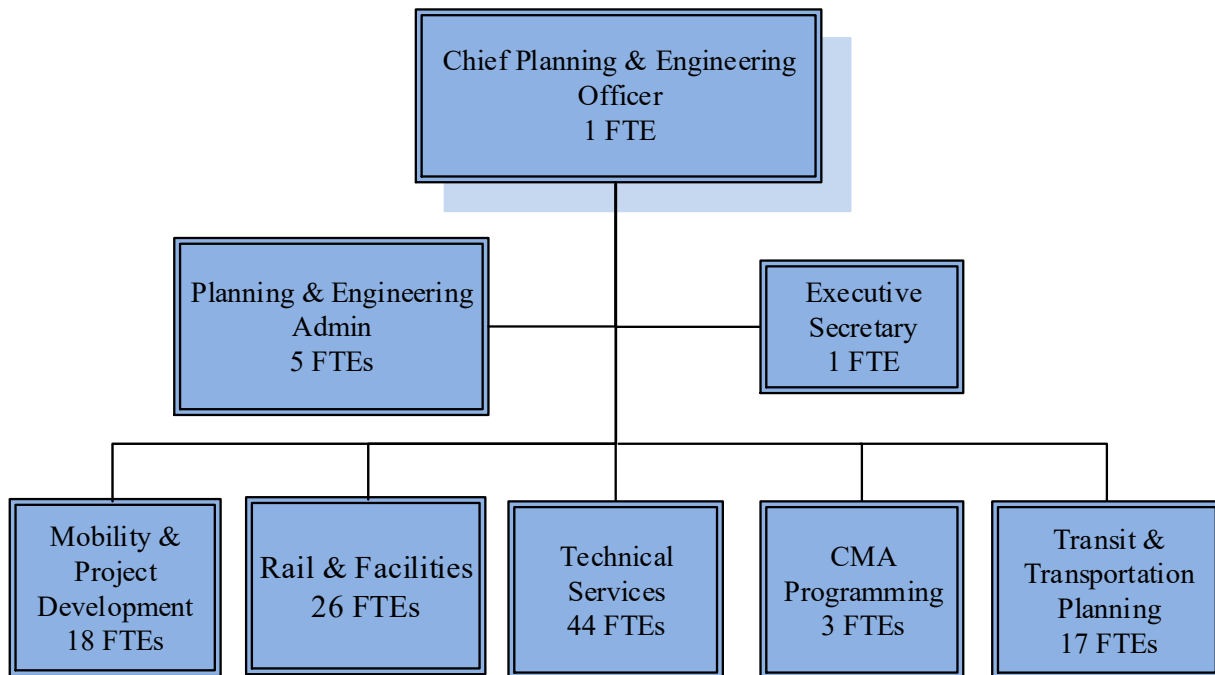 Chief Planning & Engineering
Officer
1 FTE
Planning & Engineering
Admin
5 FTEs
Executive
Secretary
1 FTE
Mobility &
Project
Development
18 FTEs
Rail & Facilities
26 FTEs
Technical
Services
44 FTEs
CMA
Programming
3 FTEs
Transit &
Transportation
Planning
17 FTEs